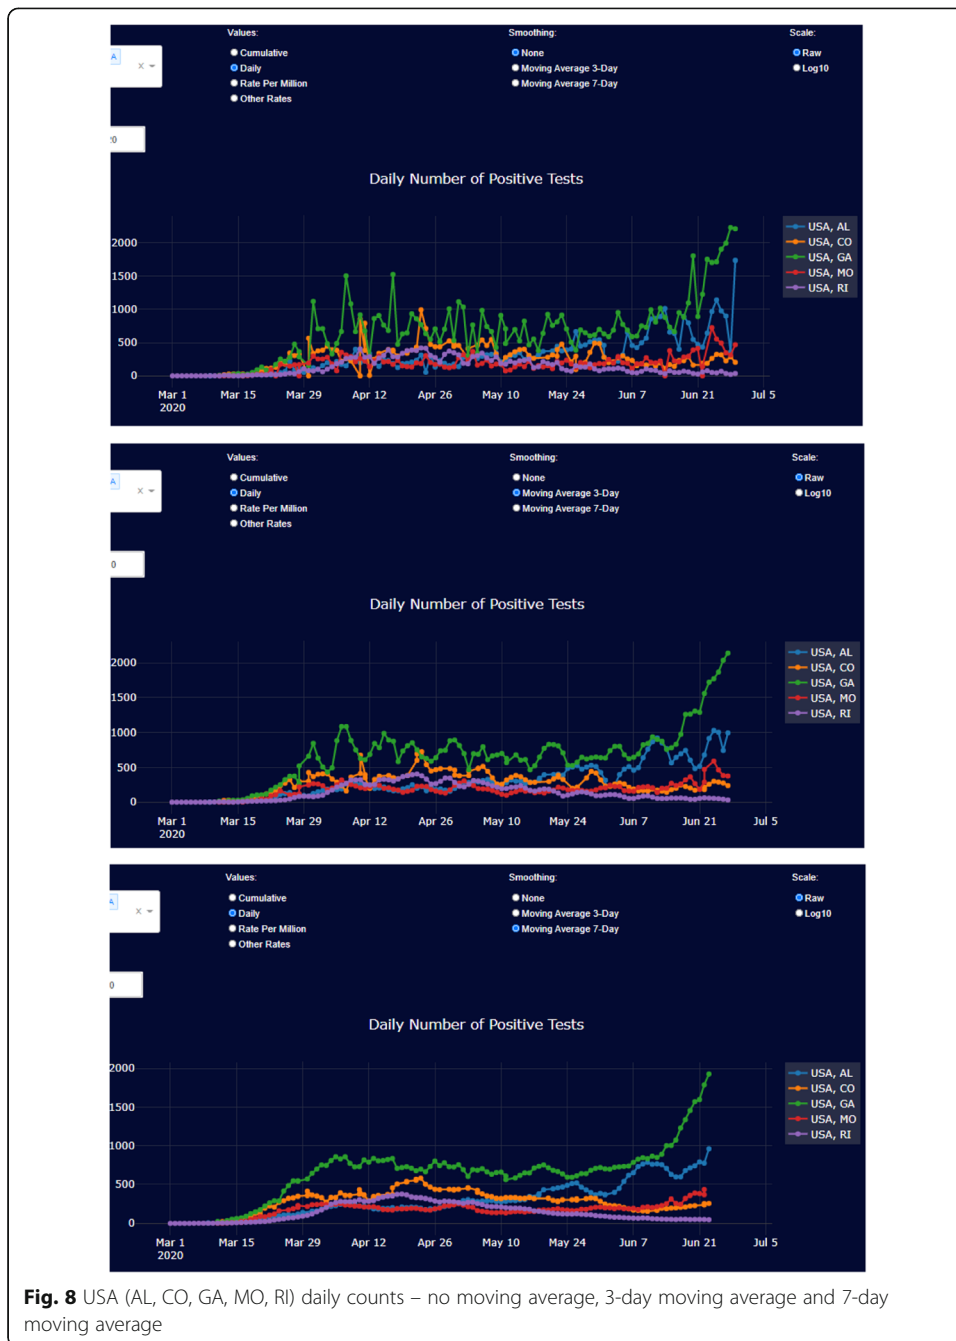 Values: Smoothing: Scale:
A × Cumulative None Raw
Daily Moving Average 3-Day Log10
Rate Per Million Moving Average 7-Day
Other Rates
20
Daily Number of Positive Tests
2000
1500
1000
500
0
USA, AL
USA, CO
USA, GA
USA, MO
USA, RI
Mar 1 Mar 15 Mar 29 Apr 12 Apr 26 May 10 May 24 Jun 7 Jun 21 Jul 5
2020
Values: Smoothing: Scale:
A × Cumulative None Raw
Daily Moving Average 3-Day Log10
Rate Per Million Moving Average 7-Day
Other Rates
0
Daily Number of Positive Tests
2000
1500
1000
500
0
USA, AL
USA, CO
USA, GA
USA, MO
USA, RI
Mar 1 Mar 15 Mar 29 Apr 12 Apr 26 May 10 May 24 Jun 7 Jun 21 Jul 5
2020
Values: Smoothing: Scale:
A × Cumulative None Raw
Daily Moving Average 3-Day Log10
Rate Per Million Moving Average 7-Day
Other Rates
0
Daily Number of Positive Tests
2000
1500
1000
500
0
USA, AL
USA, CO
USA, GA
USA, MO
USA, RI
Mar 1 Mar 15 Mar 29 Apr 12 Apr 26 May 10 May 24 Jun 7 Jun 21 Jul 5
2020
Fig. 8 USA (AL, CO, GA, MO, RI) daily counts – no moving average, 3-day moving average and 7-day
moving average